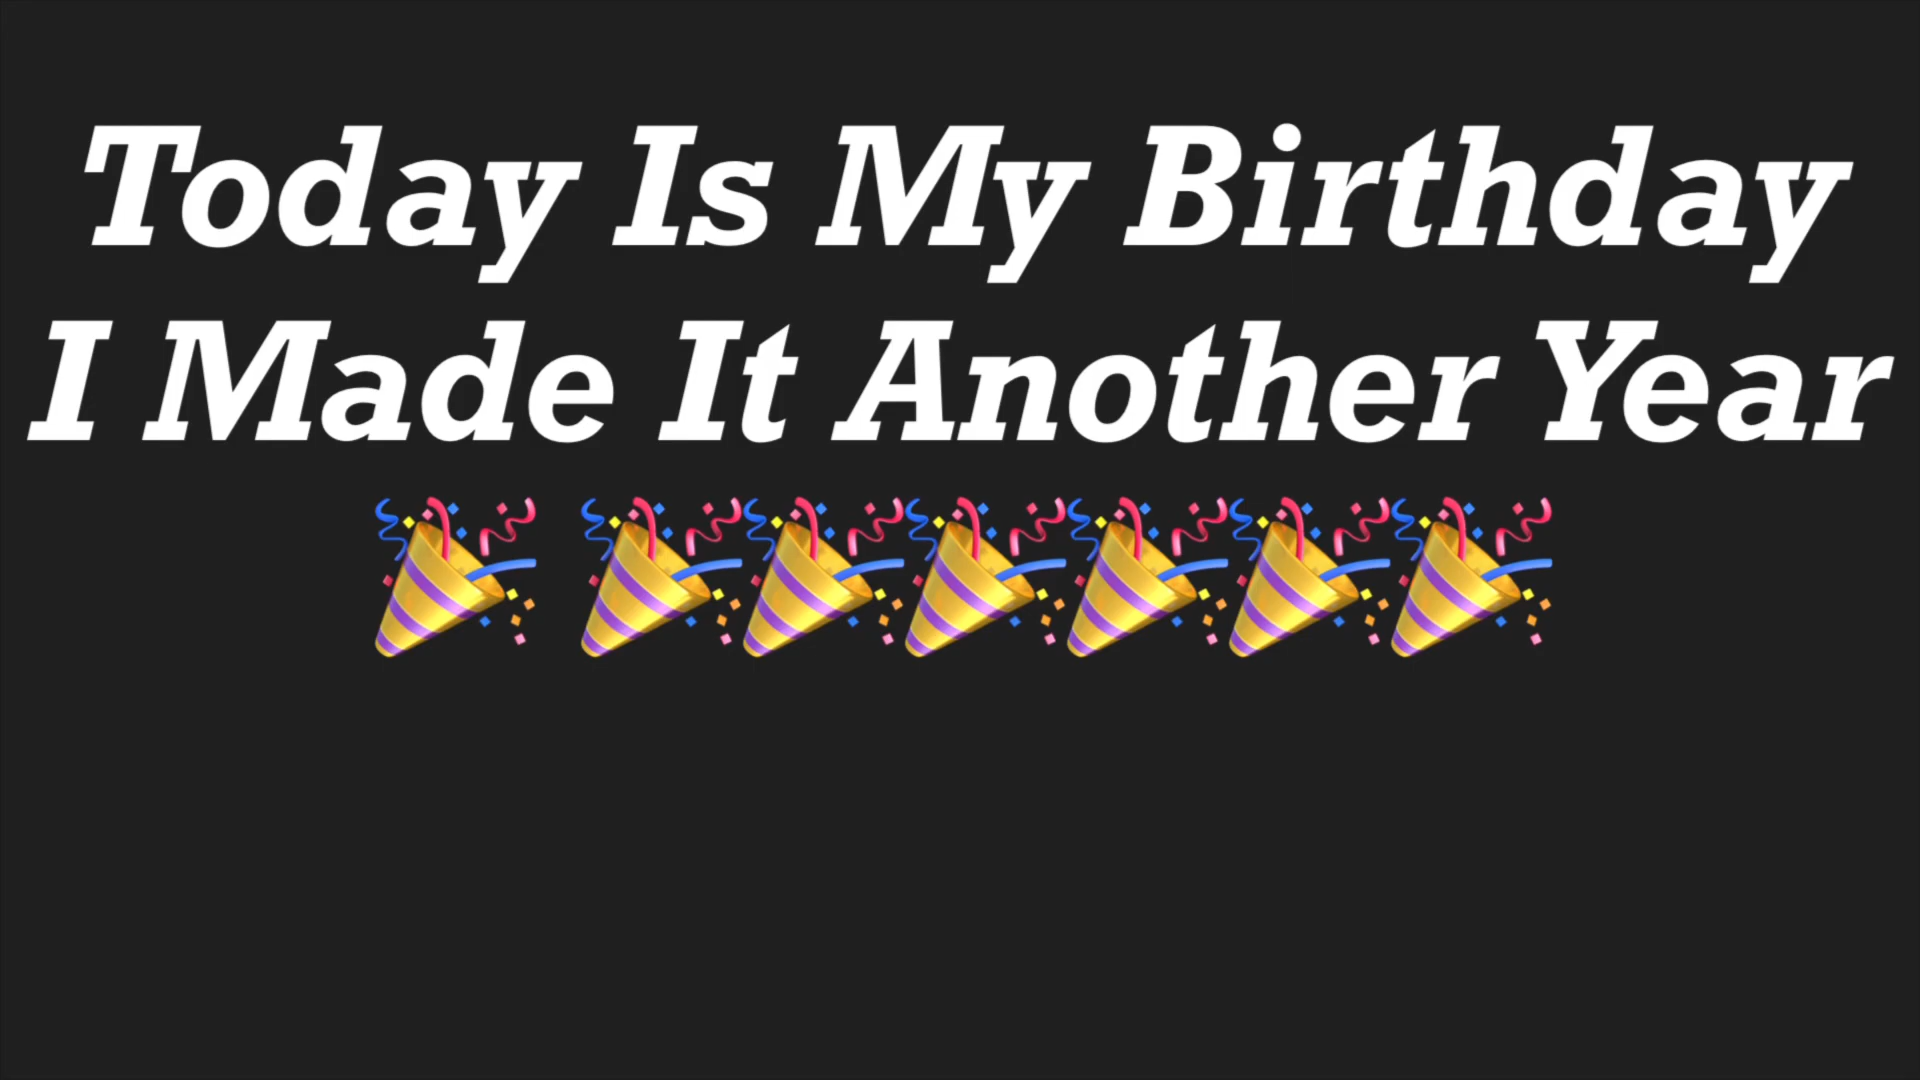 Today Is My Birthday
I Made It Another Year
🎉 🎉🎉🎉🎉🎉🎉